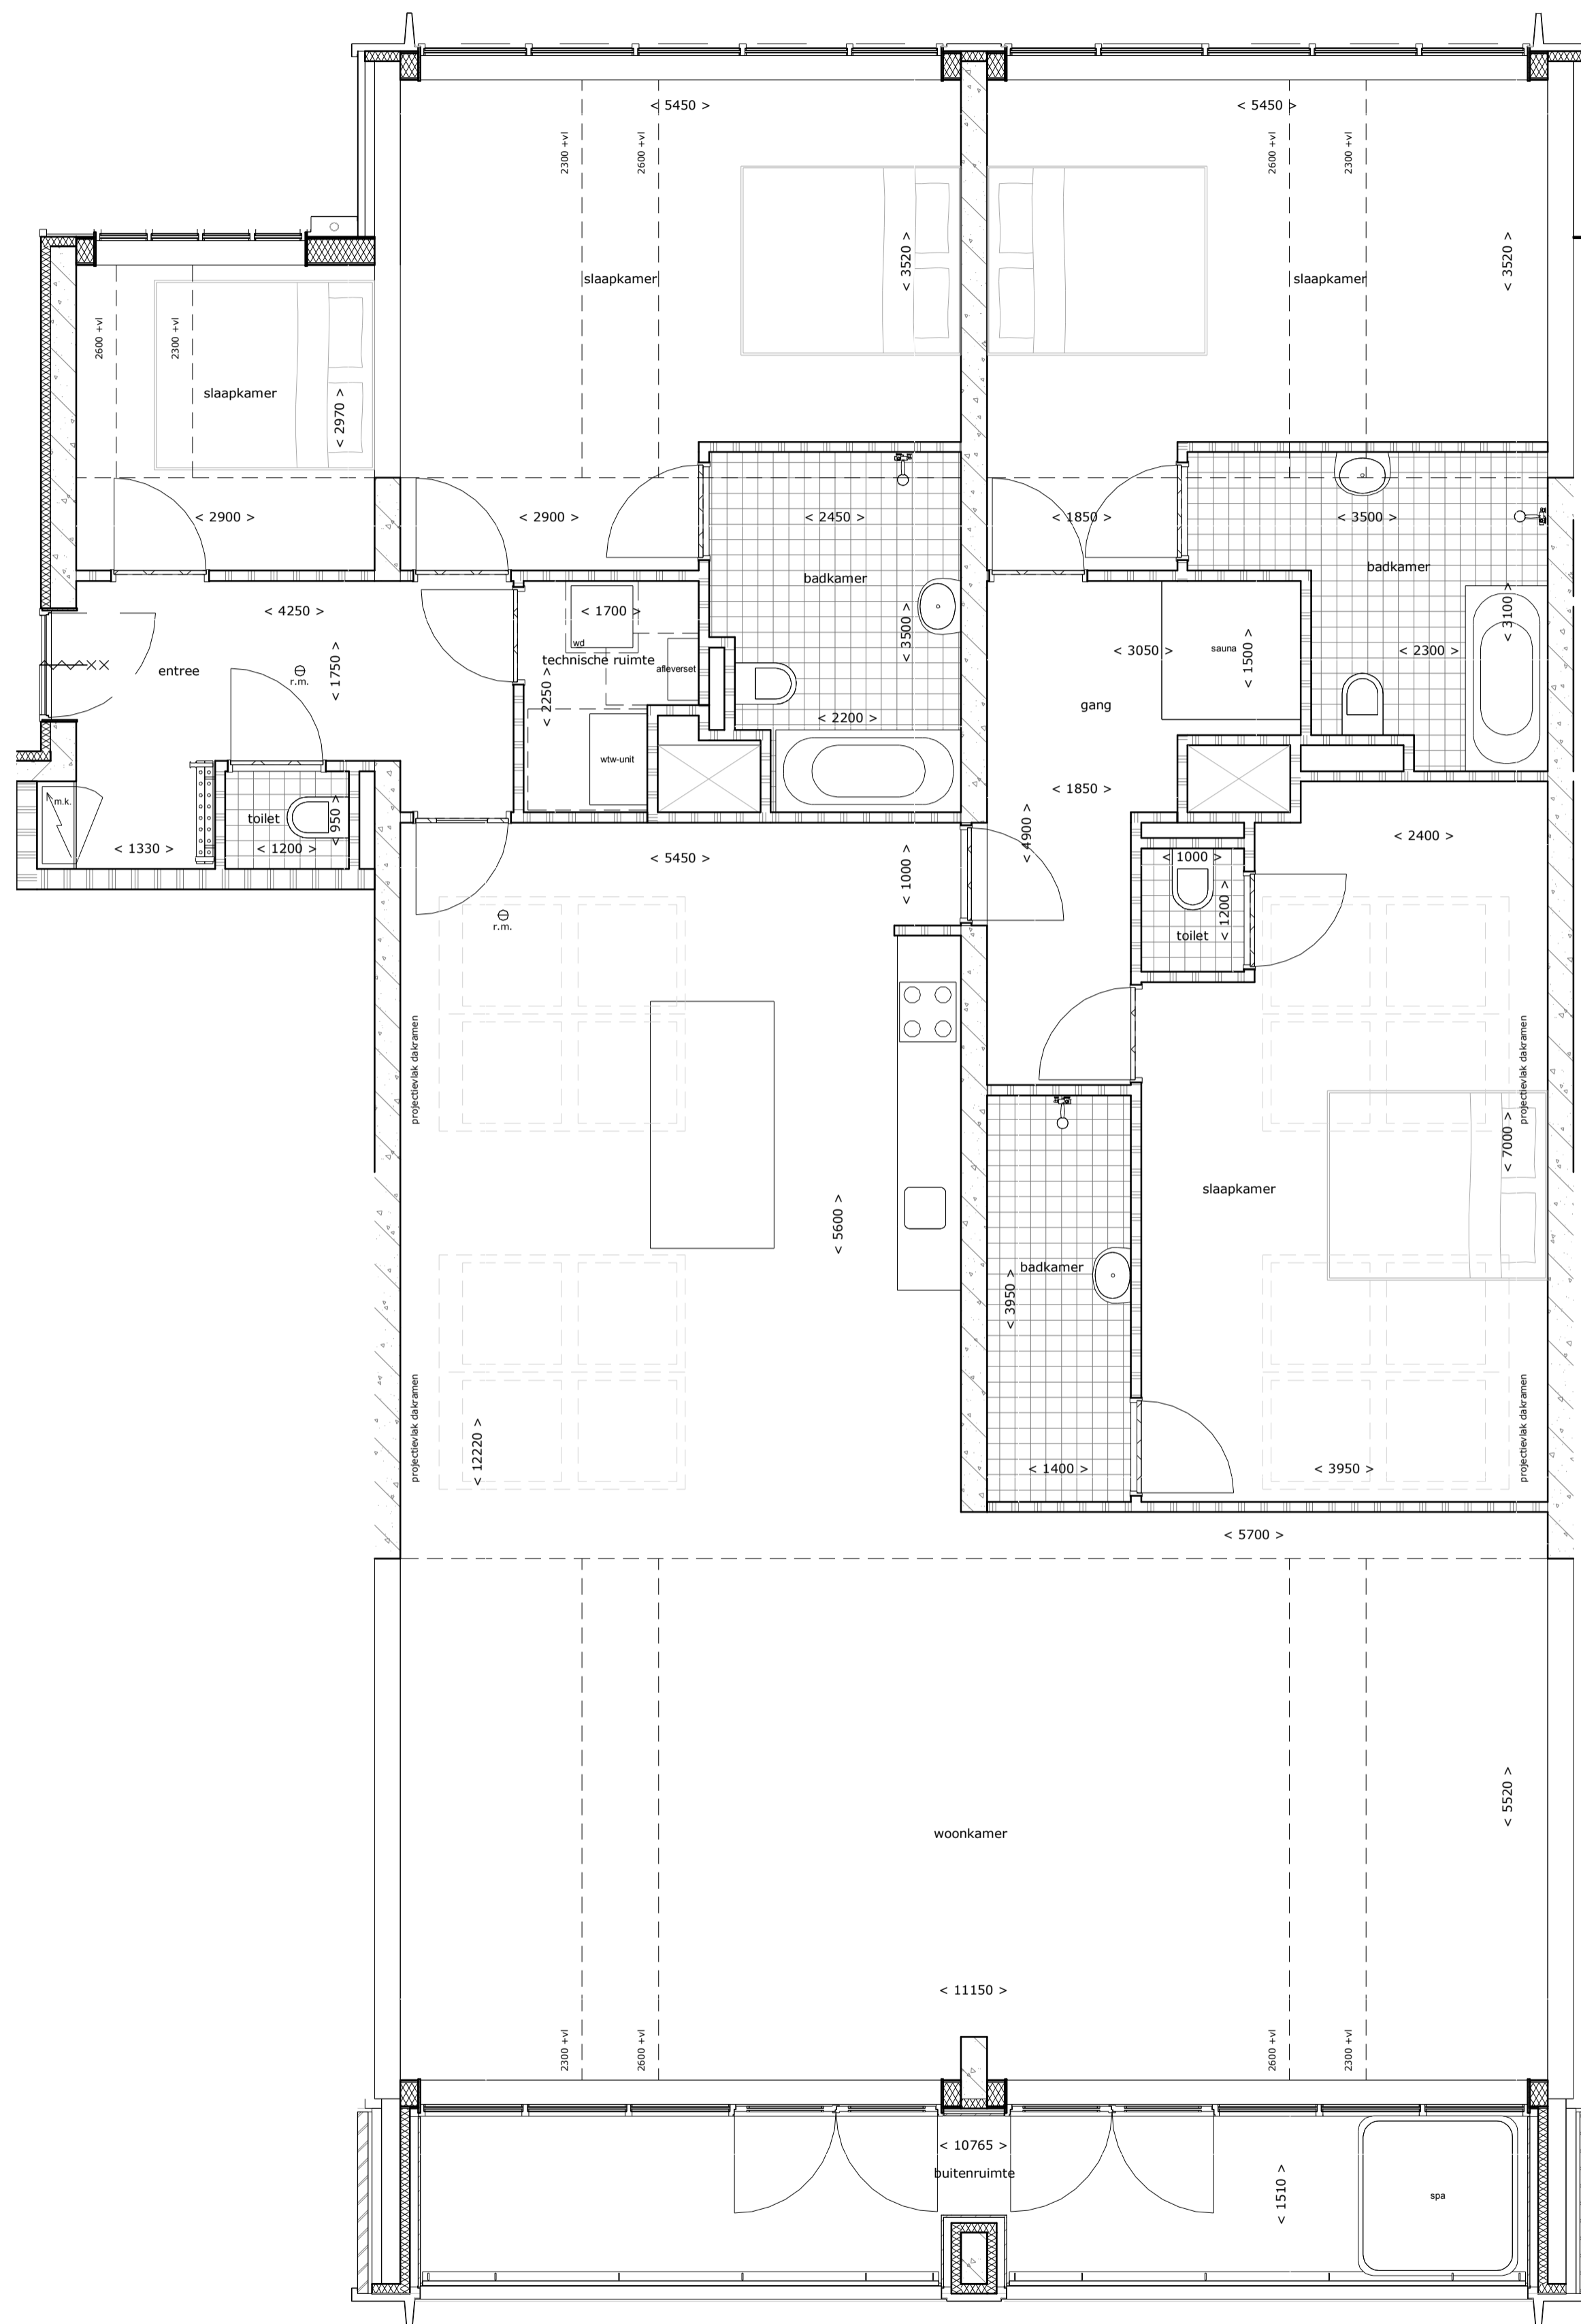 < 5450 >
< 5450 >
2300 +vl
2600 +vl
2600 +vl
2300 +vl
slaapkamer
< 3520 >
slaapkamer
< 3520 >
2600 +vl
2300 +vl
slaapkamer
< 2970 >
< 2900 >
< 2900 >
< 2450 >
< 1850 >
< 3500 >
badkamer
badkamer
< 4250 >
< 1700 >
< 3500 >
< 3100 >
wd
technische ruimte
afleverset
< 3050 >
sauna
< 1500 >
< 2300 >
entree
r.m.
< 1750 >
< 2250 >
gang
< 2200 >
wtw-unit
< 1850 >
m.k.
toilet
< 950 >
< 1330 >
< 1200 >
< 5450 >
< 1000 >
< 4900 >
< 1000 >
< 2400 >
r.m.
< 1200 >
toilet
projectievlak dakramen
projectievlak dakramen
< 7000 >
slaapkamer
< 5600 >
badkamer
< 3950 >
projectievlak dakramen
projectievlak dakramen
< 12220 >
< 1400 >
< 3950 >
< 5700 >
< 5520 >
woonkamer
< 11150 >
2300 +vl
2600 +vl
2600 +vl
2300 +vl
< 10765 >
buitenruimte
< 1510 >
spa